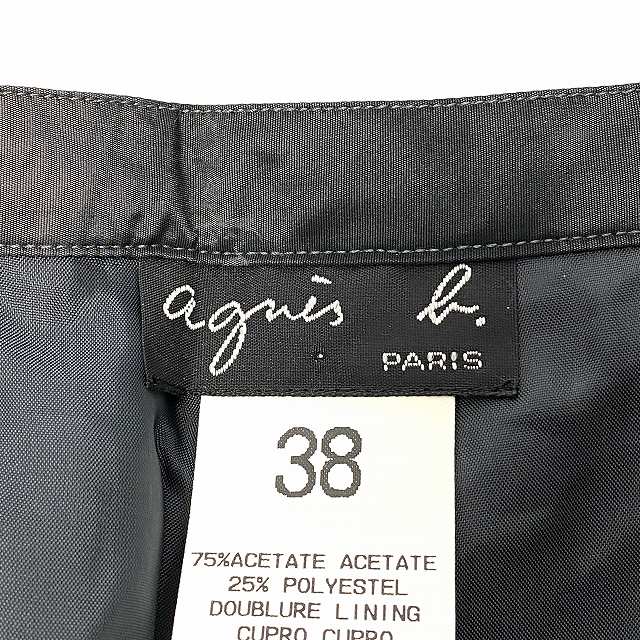 agnès b.
PARIS
38
75%ACETATE ACETATE
25% POLYESTEL
DOUBLURE LINING
CUPRO CUPRO